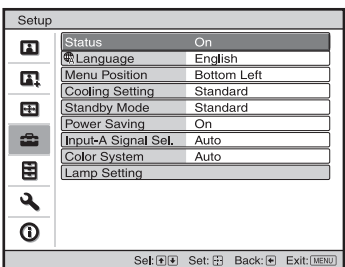 Setup
Status On
Language English
Menu Position Bottom Left
Cooling Setting Standard
Standby Mode Standard
Power Saving On
Input-A Signal Sel. Auto
Color System Auto
Lamp Setting
Sel: Set: Back: Exit: MENU